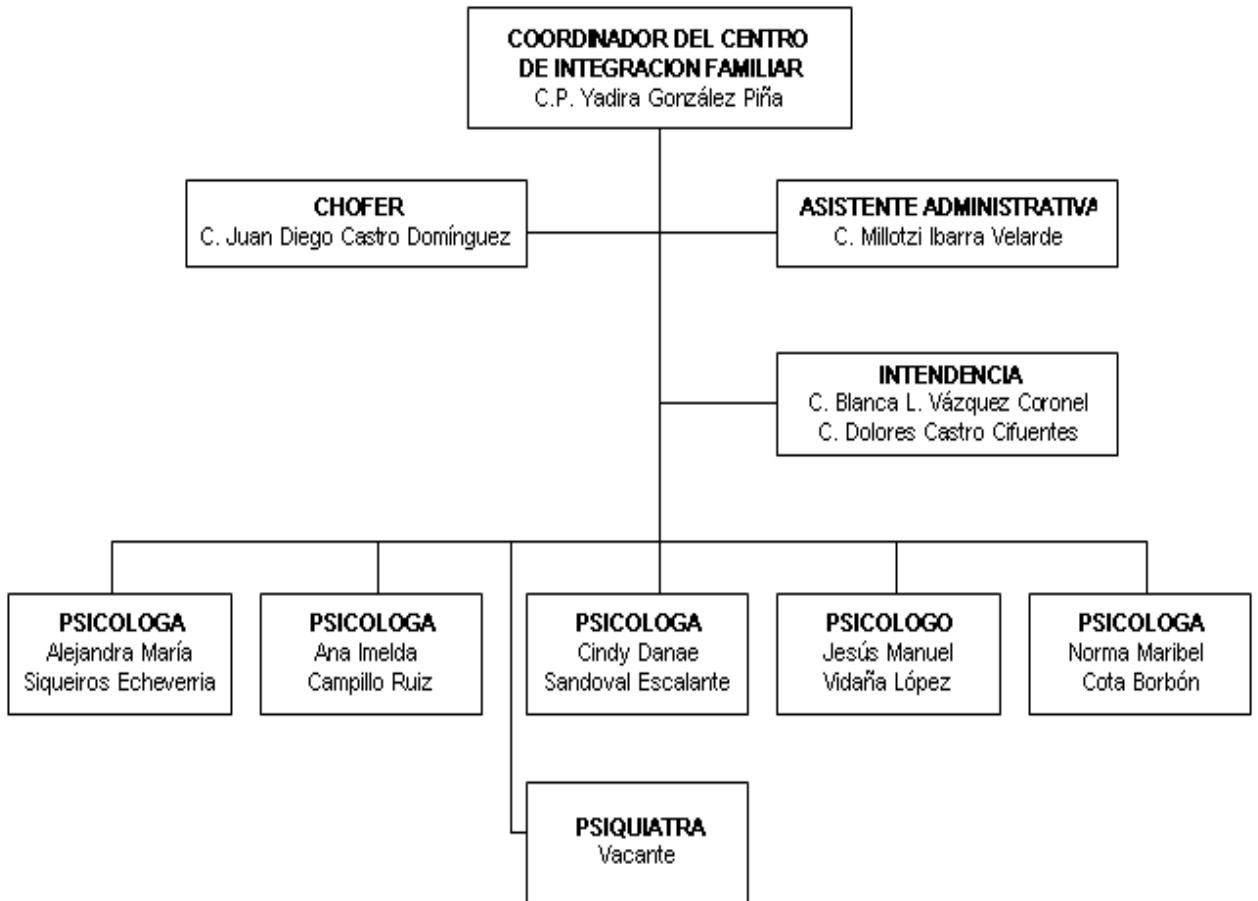 COORDINADOR DEL CENTRO
DE INTEGRACION FAMILIAR
C.P. Yadira González Piña
CHOFER
C. Juan Diego Castro Domínguez
ASISTENTE ADMINISTRATIVA
C. Millotzi Ibarra Velarde
INTENDENCIA
C. Blanca L. Vázquez Coronel
C. Dolores Castro Cifuentes
PSICOLOGA
Alejandra María
Siqueiros Echeverria
PSICOLOGA
Ana Imelda
Campillo Ruiz
PSICOLOGA
Cindy Danae
Sandoval Escalante
PSICOLOGO
Jesús Manuel
Vidaña López
PSICOLOGA
Norma Maribel
Cota Borbón
PSIQUIATRA
Vacante